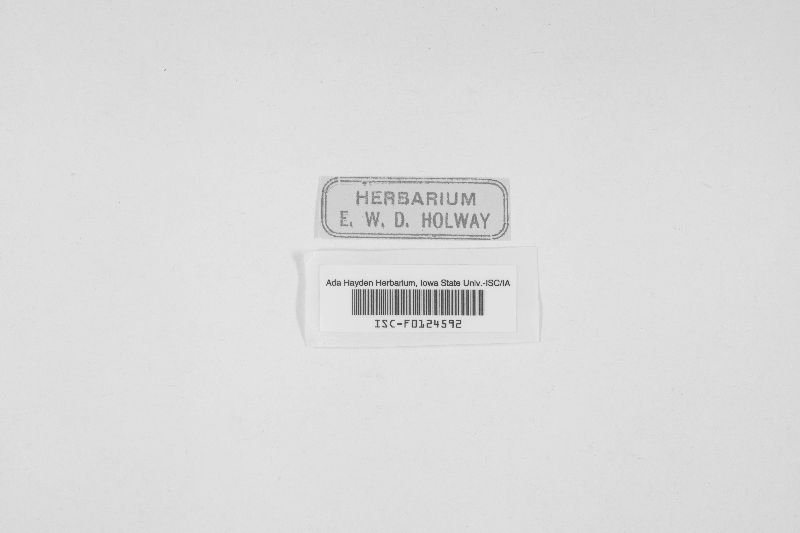 HERBARIUM
E. W. D. HOLWAY
Ada Hayden Herbarium, Iowa State Univ.-ISC/IA
ISC-F0124592